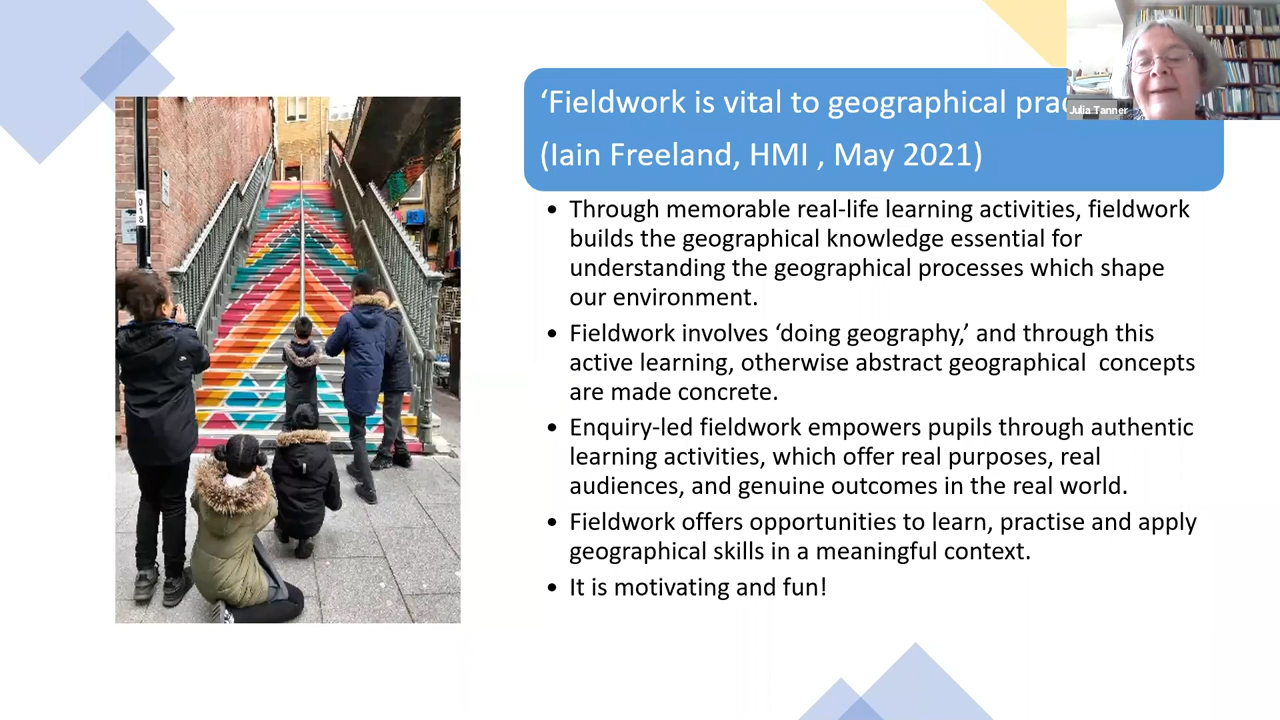 ‘Fieldwork is vital to geographical
Julia Tanner
(Iain Freeland, HMI , May 2021)
• Through memorable real-life learning activities, fieldwork
builds the geographical knowledge essential for
understanding the geographical processes which shape
our environment.
• Fieldwork involves ‘doing geography,’ and through this
active learning, otherwise abstract geographical  concepts
are made concrete.
• Enquiry-led fieldwork empowers pupils through authentic
learning activities, which offer real purposes, real
audiences, and genuine outcomes in the real world.
• Fieldwork offers opportunities to learn, practise and apply
geographical skills in a meaningful context.
• It is motivating and fun!
018